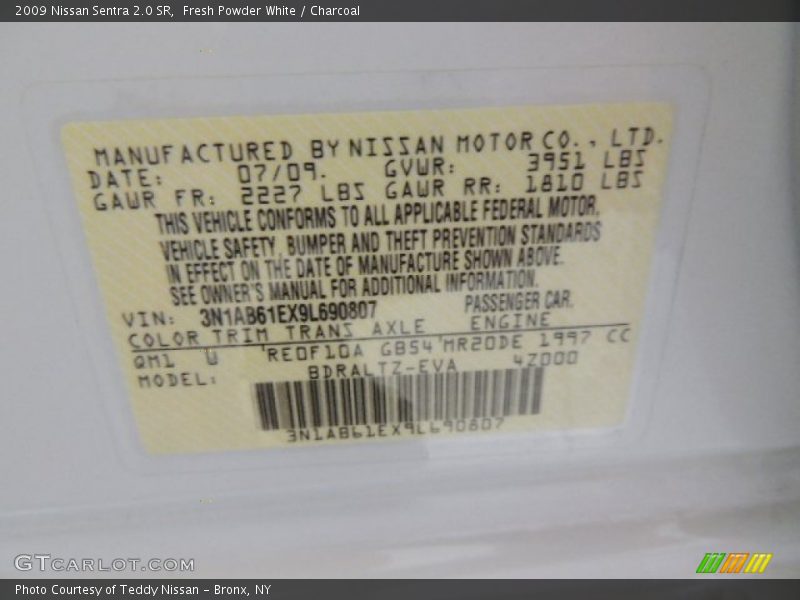 2009 Nissan Sentra 2.0 SR,  Fresh Powder White / Charcoal
MANUFACTURED BY NISSAN MOTOR CO., LTD.
DATE: 07/09. GVWR: 3951 LBS
GAWR FR: 2227 LBS GAWR RR: 1810 LBS
THIS VEHICLE CONFORMS TO ALL APPLICABLE FEDERAL MOTOR.
VEHICLE SAFETY, BUMPER AND THEFT PREVENTION STANDARDS
IN EFFECT ON THE DATE OF MANUFACTURE SHOWN ABOVE.
SEE OWNER'S MANUAL FOR ADDITIONAL INFORMATION.
VIN: 3N1AB61EX9L690807 PASSENGER CAR.
COLOR TRIM TRANS AXLE ENGINE
QM1 U RE0F10A GB54 MR20DE 1997 CC
MODEL: BDRALTZ-EVA 4Z000
3N1AB61EX9L690807
GTCARLOT.COM
Photo Courtesy of Teddy Nissan - Bronx, NY